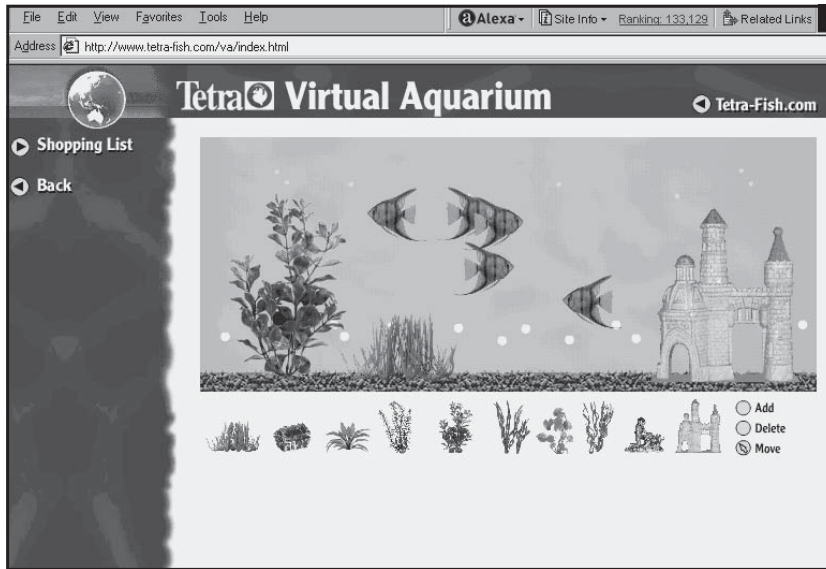 File Edit View Favorites Tools Help Alexa Site Info Ranking: 133,129 Related Links
Address http://www.tetra-fish.com/va/index.html
Tetra Virtual Aquarium
Tetra-Fish.com
Shopping List
Back
Add
Delete
Move